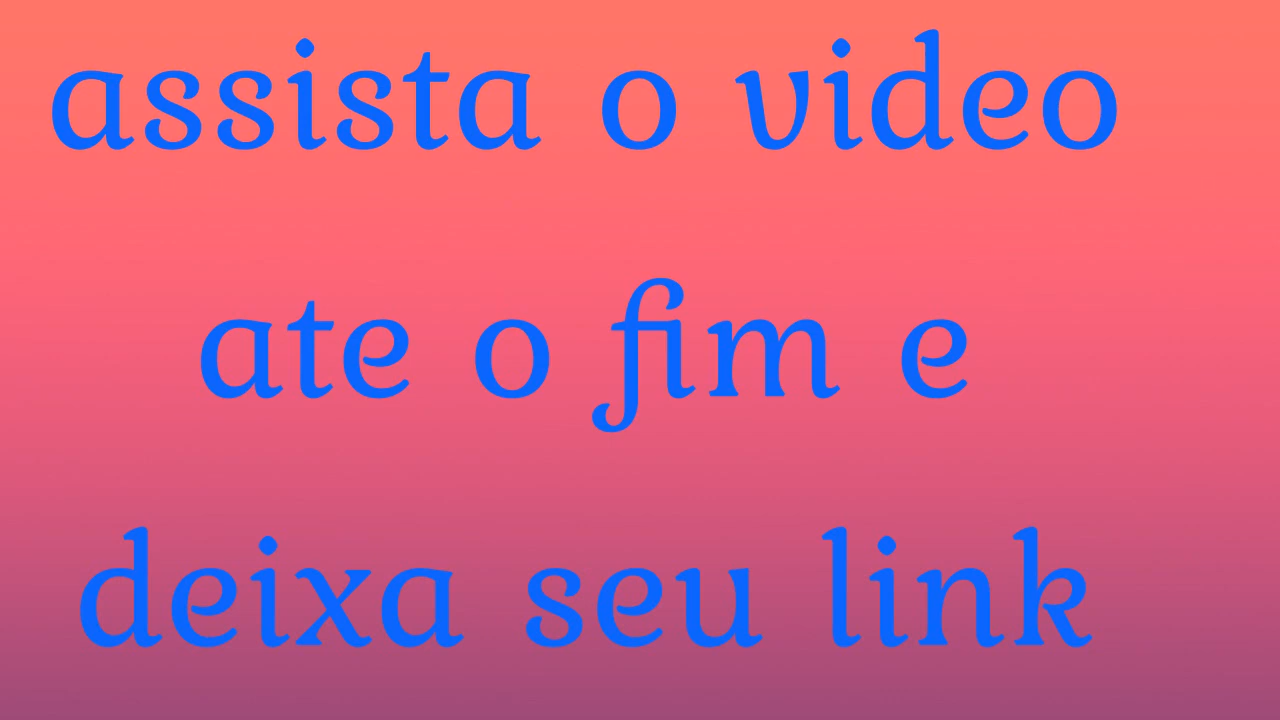 assista o video
ate o fim e
deixa seu link